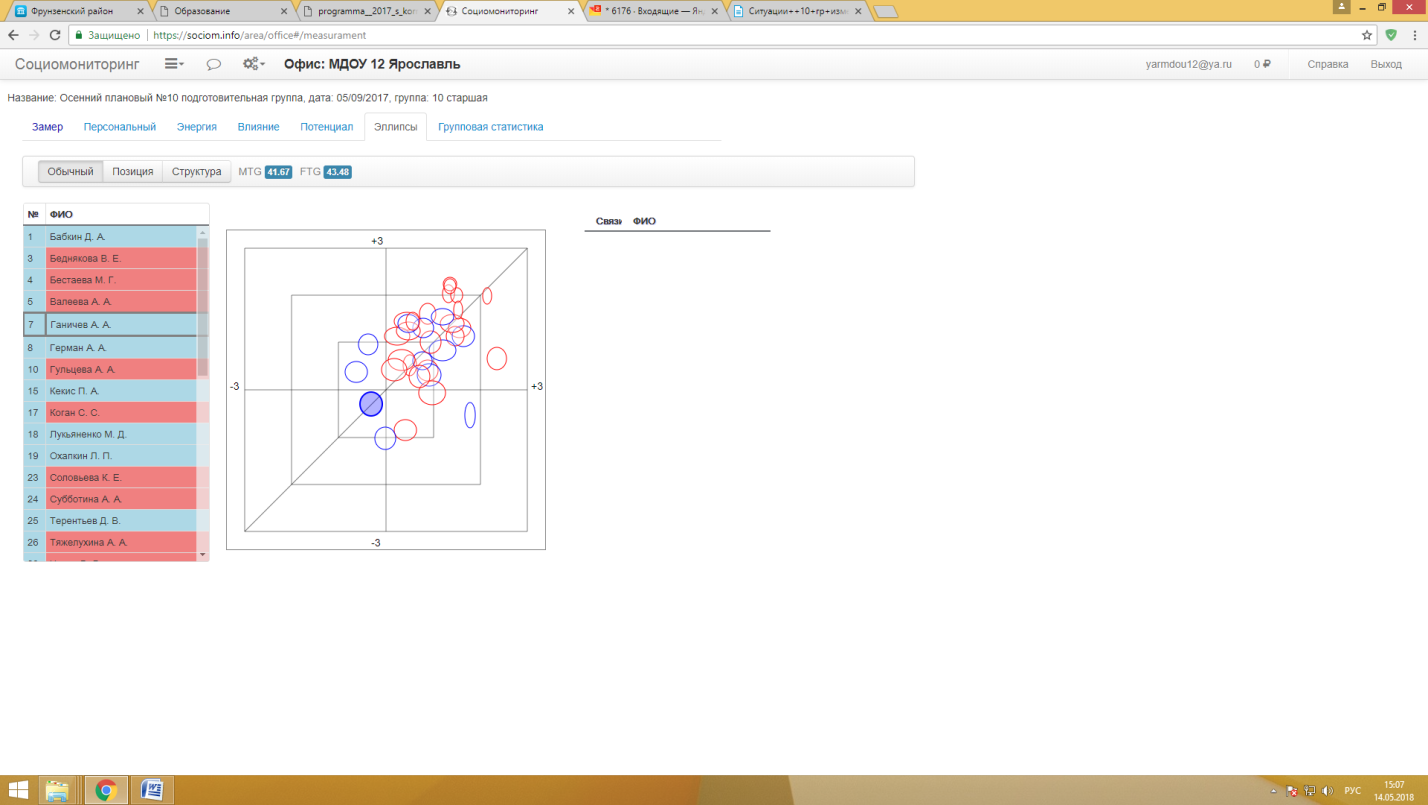 Фрунзенский район
Образование
programma__2017_s_kon
Социомониторинг
* 6176 · Входящие — Ян
Ситуации++10+гр+изме
Защищено
https://sociom.info/area/office#/measurament
Социомониторинг
Офис: МДОУ 12 Ярославль
yarmdou12@ya.ru
0 ₽
Справка
Выход
Название: Осенний плановый №10 подготовительная группа, дата: 05/09/2017, группа: 10 старшая
Замер
Персональный
Энергия
Влияние
Потенциал
Эллипсы
Групповая статистика
Обычный
Позиция
Структура
MTG 41.67
FTG 43.48
№ ФИО
1 Бабкин Д. А.
3 Беднякова В. Е.
4 Бестаева М. Г.
5 Валеева А. А.
7 Ганичев А. А.
8 Герман А. А.
10 Гульцева А. А.
15 Кекис П. А.
17 Коган С. С.
18 Лукьяненко М. Д.
19 Охапкин Л. П.
23 Соловьева К. Е.
24 Субботина А. А.
25 Терентьев Д. В.
26 Тяжелухина А. А.
+3
-3
+3
-3
Связи ФИО
РУС
15:07
14.05.2018